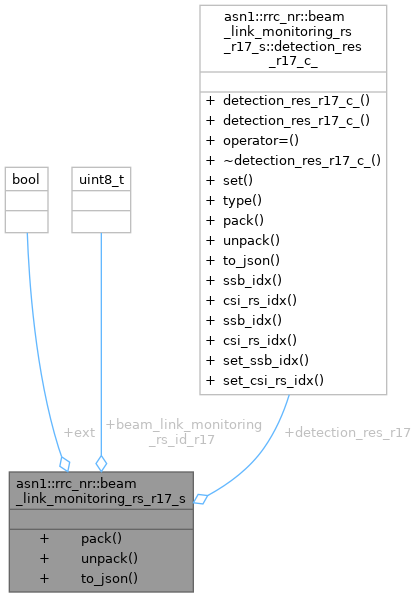 asn1::rrc_nr::beam
_link_monitoring_rs
_r17_s::detection_res
_r17_c_
+ detection_res_r17_c_()
+ detection_res_r17_c_()
+ operator=()
+ ~detection_res_r17_c_()
+ set()
+ type()
+ pack()
+ unpack()
+ to_json()
+ ssb_idx()
+ csi_rs_idx()
+ ssb_idx()
+ csi_rs_idx()
+ set_ssb_idx()
+ set_csi_rs_idx()
bool
uint8_t
+ext
+beam_link_monitoring
_rs_id_r17
+detection_res_r17
asn1::rrc_nr::beam
_link_monitoring_rs_r17_s
+ pack()
+ unpack()
+ to_json()